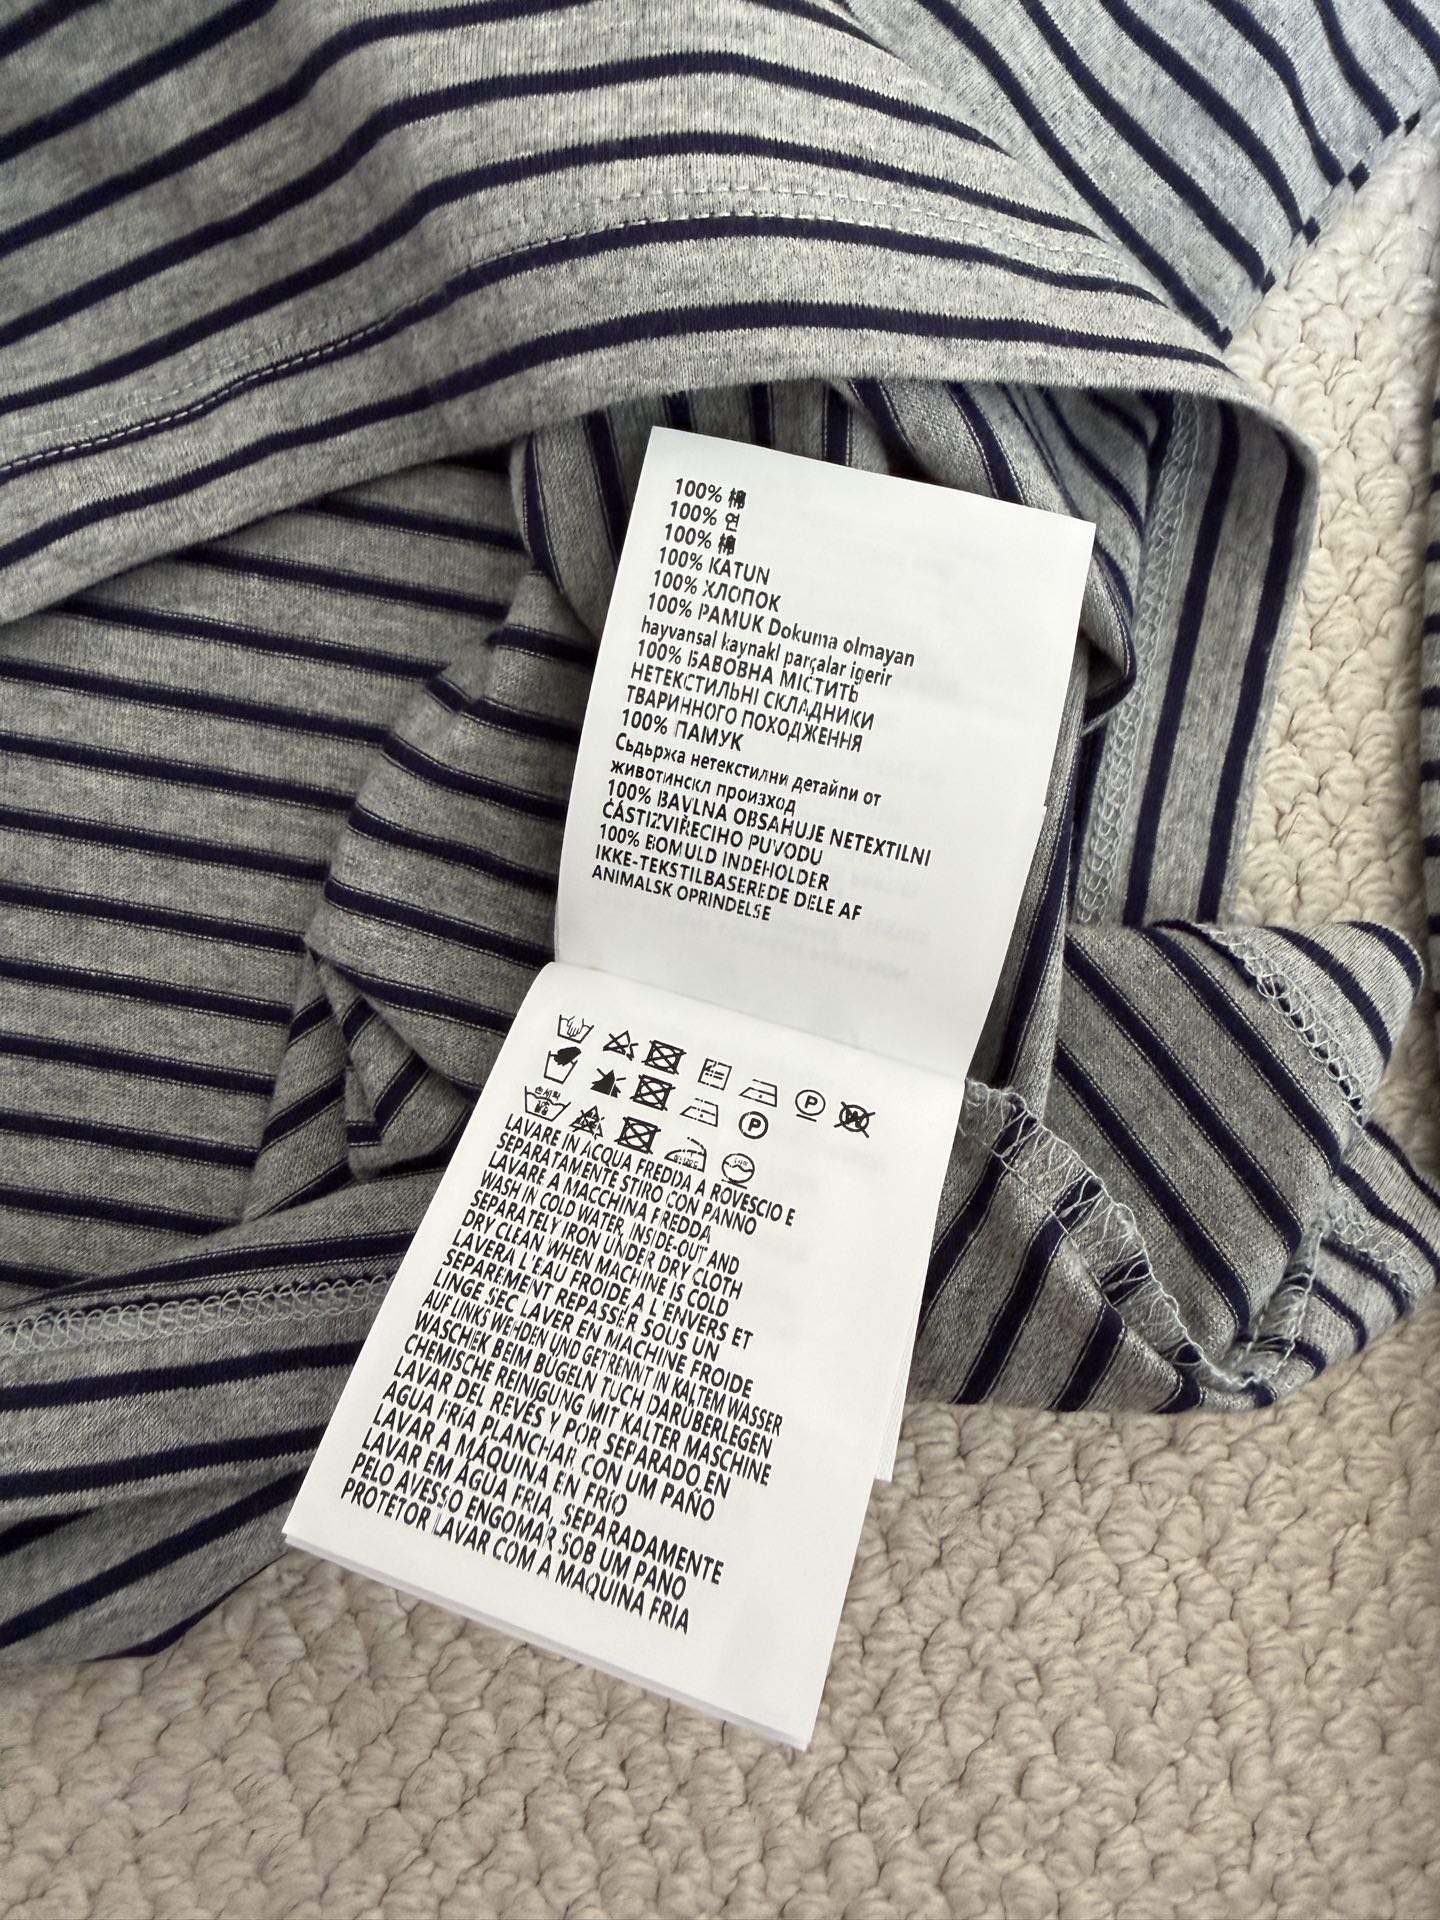 100% 棉
100% 면
100% 棉
100% KATUN
100% ХЛОПОК
100% PAMUK Dokuma olmayan
hayvansal kaynakl parçalar igerir
100% БАВОВНА МІСТИТЬ
НЕТЕКСТИЛЬНІ СКЛАДНИКИ
ТВАРИННОГО ПОХОДЖЕННЯ
100% ПАМУК
Съдържа нетекстилни детайли от
животинскл произход
100% BAVLNA OBSAHUJE NETEXTILNI
ČÁSTIZVIŘECIHO PUVODU
100% BOMULD INDEHOLDER
IKKE-TEKSTILBASEREDE DELE AF
ANIMALSK OPRINDELSE
P
W
P
LAVARE IN ACQUA FREDDA A ROVESCIO E
SEPARATAMENTE STIRO CON PANNO
LAVARE A MACCHINA FREDDA
WASH IN COLD WATER, INSIDE-OUT AND
SEPARATELY IRON UNDER DRY CLOTH
DRY CLEAN WHEN MACHINE IS COLD
LAVERA L'EAU FROIDE, A L'ENVERS ET
SEPAREMENT REPASSER SOUS UN
LINGE SEC LAVER EN MACHINE FROIDE
AUF LINKS WEHDEN UND GETRENNT IN KALTEM WASSER
WASCHEK BEIM BÜGELN TUCH DARÜBERLEGEN
CHEMISCHE REINIGUNG MIT KALTER MASCHINE
LAVAR DEL REVÉS Y POR SEPARADO EN
AGUA FRIA PLANCHAR CON UM PAÑO
LAVAR A MÁQUINA EN FRIO
LAVAR EM ÁGUA FRIA, SEPARADAMENTE
PELO AVESSO ENGOMAR SOB UM PANO
PROTETOR LAVAR COM A MAQUINA FRIA